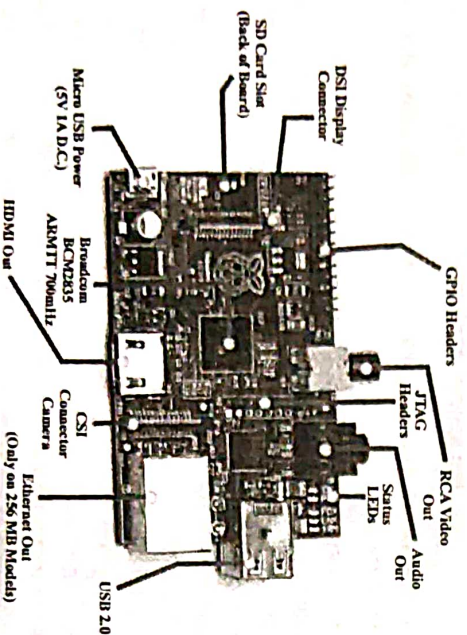 GPIO Headers
RCA Video
Out
Audio
Out
JTAG
Headers
Status
LEDs
DSI Display
Connector
SD Card Slot
(Back of Board)
Micro USB Power
(5V 1A D.C.)
Broadcom
BCM2835
ARMTT 700mHz
HDMI Out
CSI
Connector
Camera
Ethernet Out
(Only on 256 MB Models)
USB 2.0